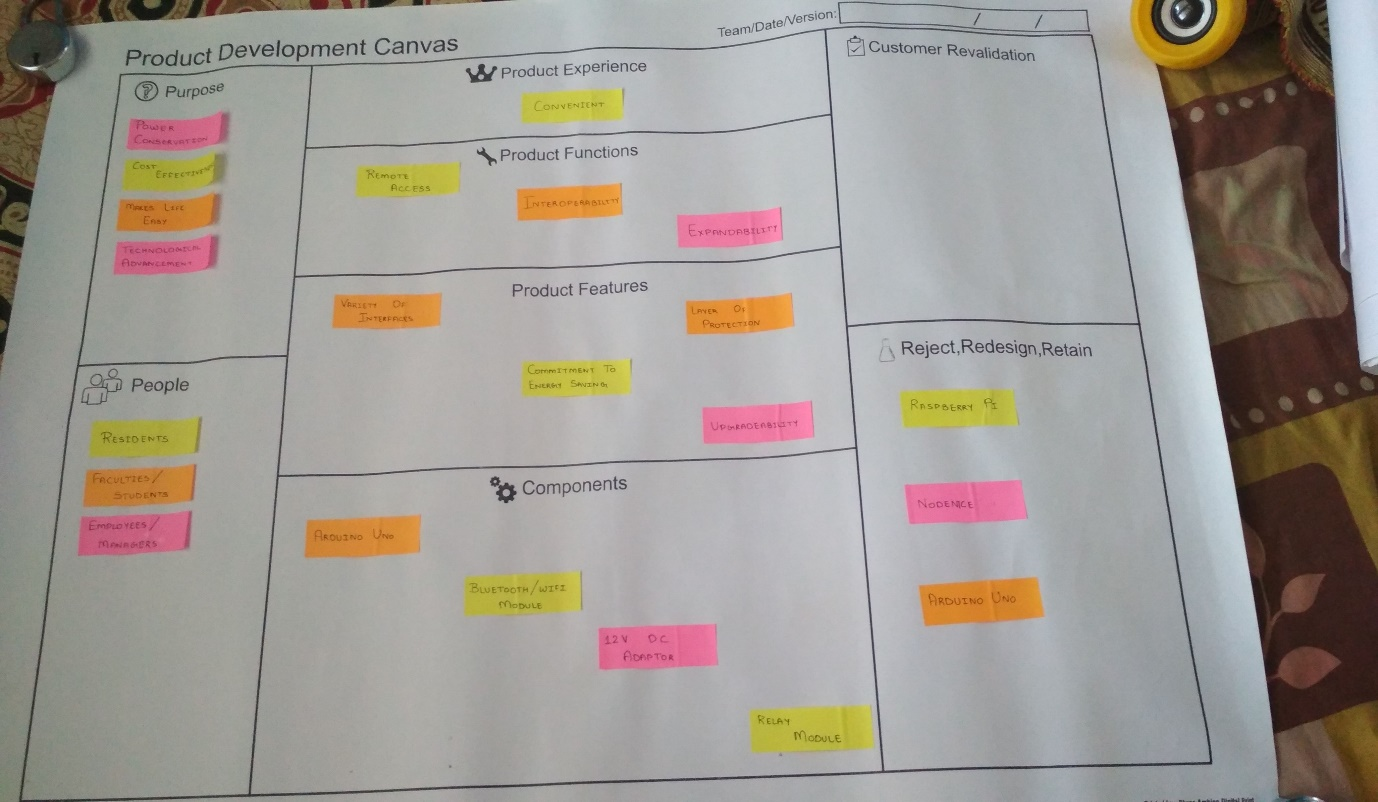 Team/Date/Version: / /
Product Development Canvas
Purpose
POWER
CONSERVATION
COST
EFFECTIVE
MAKES LIFE
EASY
TECHNOLOGICAL
ADVANCEMENT
People
RESIDENTS
FACULTIES/
STUDENTS
EMPLOYEES/
MANAGERS
Product Experience
CONVENIENT
Product Functions
REMOTE
ACCESS
INTEROPERABILITY
EXPANDABILITY
Product Features
VARIETY OF
INTERFACES
LAYER OF
PROTECTION
COMMITMENT TO
ENERGY SAVING
UPGRADEABILITY
Components
ARDUINO UNO
BLUETOOTH/WIFI
MODULE
12V DC
ADAPTOR
RELAY
MODULE
Customer Revalidation
Reject,Redesign,Retain
RASPBERRY PI
ARDUINO UNO